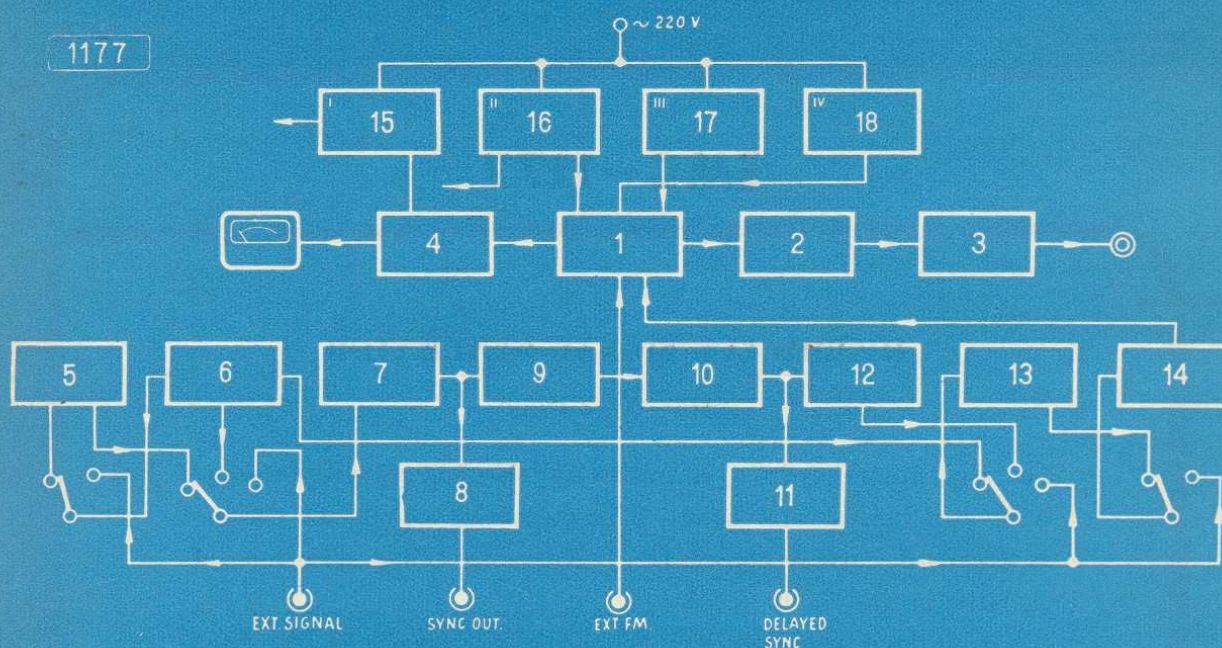 ~ 220 V
1177
I
15
II
16
III
17
IV
18
4
1
2
3
5
6
7
9
10
12
13
14
8
11
EXT. SIGNAL
SYNC OUT.
EXT FM.
DELAYED
SYNC